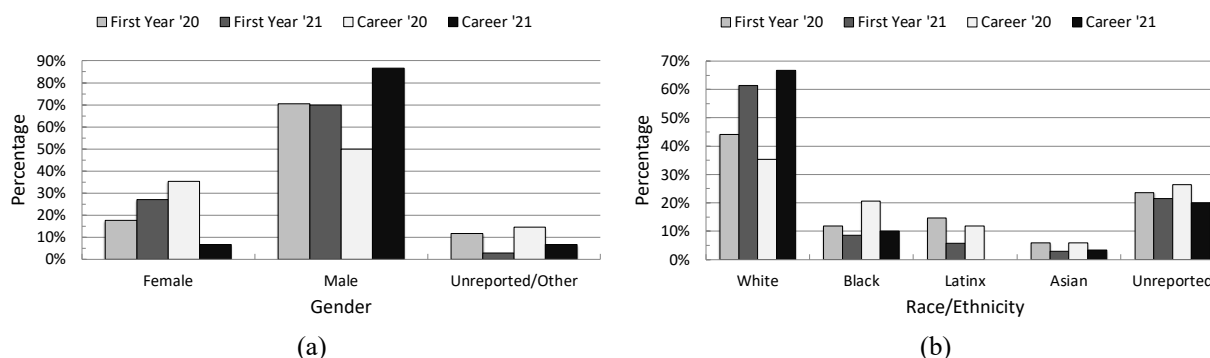 First Year '20 First Year '21 Career '20 Career '21
90%
80%
70%
60%
50%
40%
30%
20%
10%
0%
Percentage
Female Male Unreported/Other
Gender
(a)
First Year '20 First Year '21 Career '20 Career '21
70%
60%
50%
40%
30%
20%
10%
0%
Percentage
White Black Latinx Asian Unreported
Race/Ethnicity
(b)